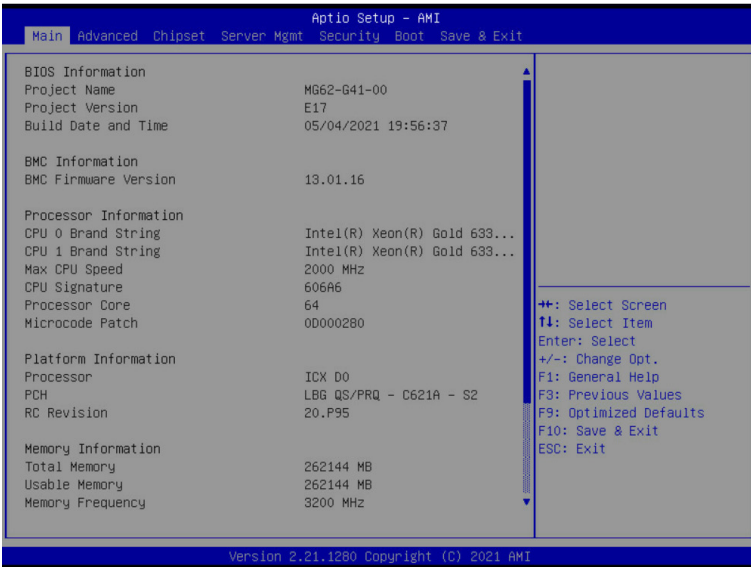 Aptio Setup - AMI
Main Advanced Chipset Server Mgmt Security Boot Save & Exit
BIOS Information
Project Name MG62-G41-00
Project Version E17
Build Date and Time 05/04/2021 19:56:37
BMC Information
BMC Firmware Version 13.01.16
Processor Information
CPU 0 Brand String Intel(R) Xeon(R) Gold 633...
CPU 1 Brand String Intel(R) Xeon(R) Gold 633...
Max CPU Speed 2000 MHz
CPU Signature 606A6
Processor Core 64
Microcode Patch 0D000280
Platform Information
Processor ICX D0
PCH LBG QS/PRQ - C621A - S2
RC Revision 20.P95
Memory Information
Total Memory 262144 MB
Usable Memory 262144 MB
Memory Frequency 3200 MHz
→←: Select Screen
↑↓: Select Item
Enter: Select
+/-: Change Opt.
F1: General Help
F3: Previous Values
F9: Optimized Defaults
F10: Save & Exit
ESC: Exit
Version 2.21.1280 Copyright (C) 2021 AMI